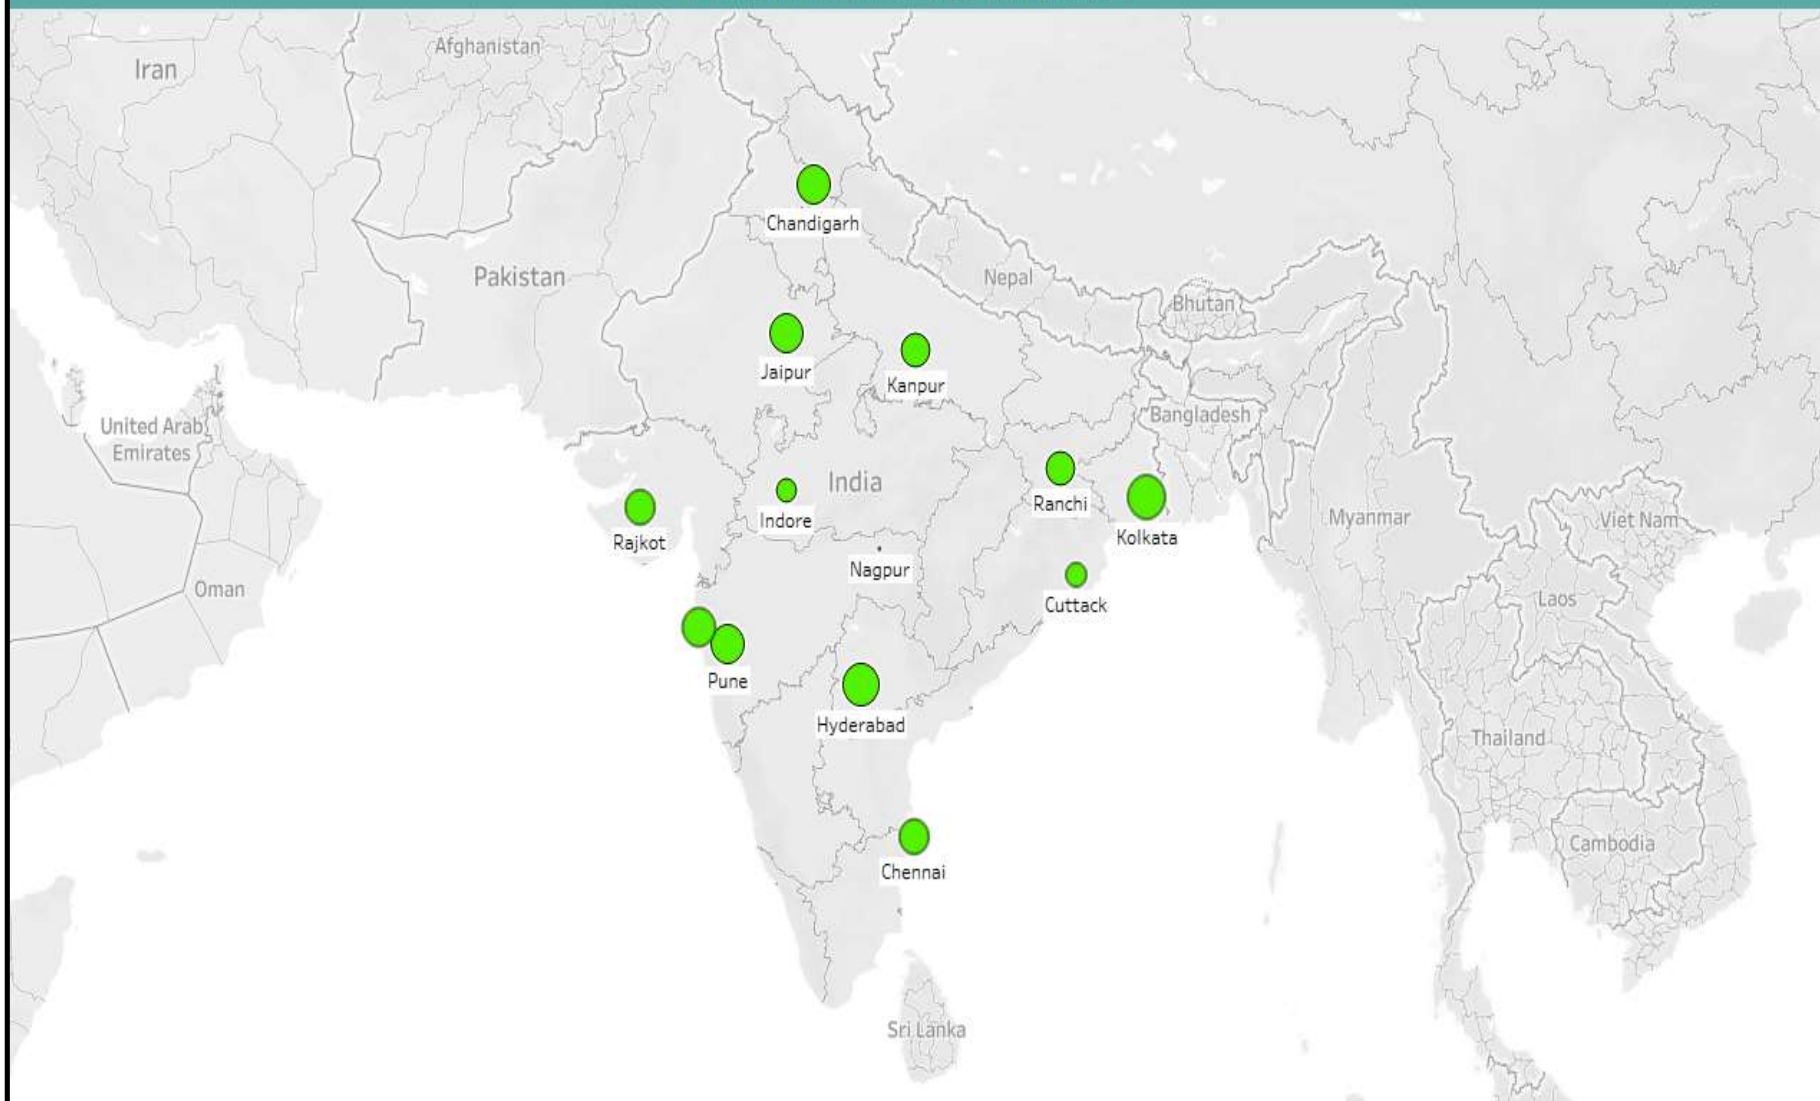 Afghanistan
Iran
Chandigarh
Pakistan
Nepal
Bhutan
Jaipur
Kanpur
Bangladesh
United Arab
Emirates
India
Ranchi
Indore
Rajkot
Kolkata
Myanmar
Viet Nam
Nagpur
Oman
Cuttack
Laos
Pune
Hyderabad
Thailand
Cambodia
Chennai
Sri Lanka